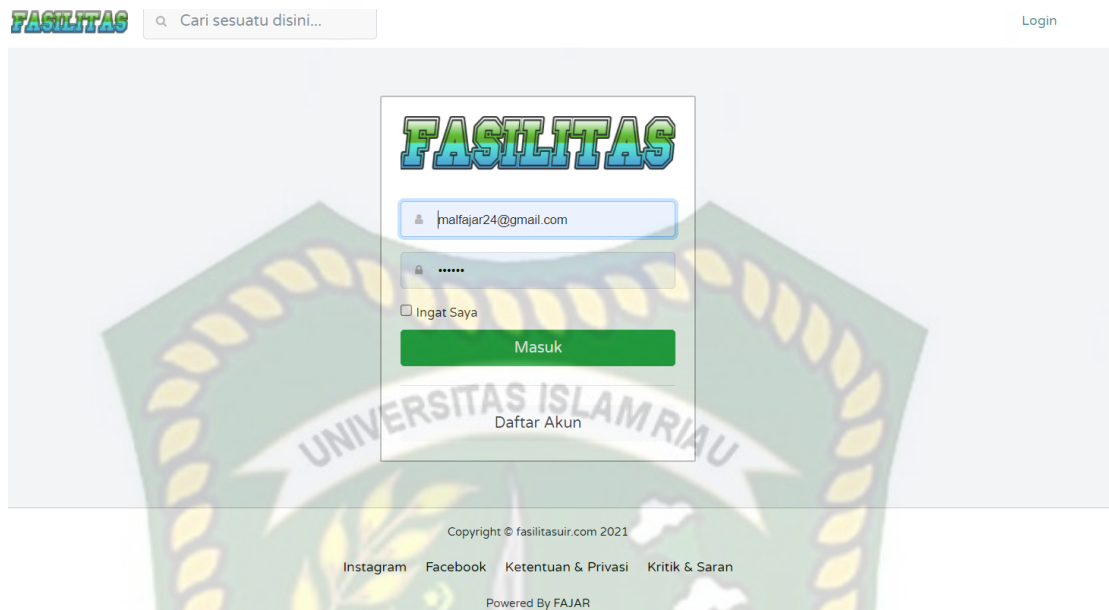 FASILITAS
Cari sesuatu disini...
Login
FASILITAS
malfajar24@gmail.com
••••••
Ingat Saya
Masuk
UNIVERSITAS ISLAM RIAU
Daftar Akun
Copyright © fasilitasuir.com 2021
Instagram Facebook Ketentuan & Privasi Kritik & Saran
Powered By FAJAR